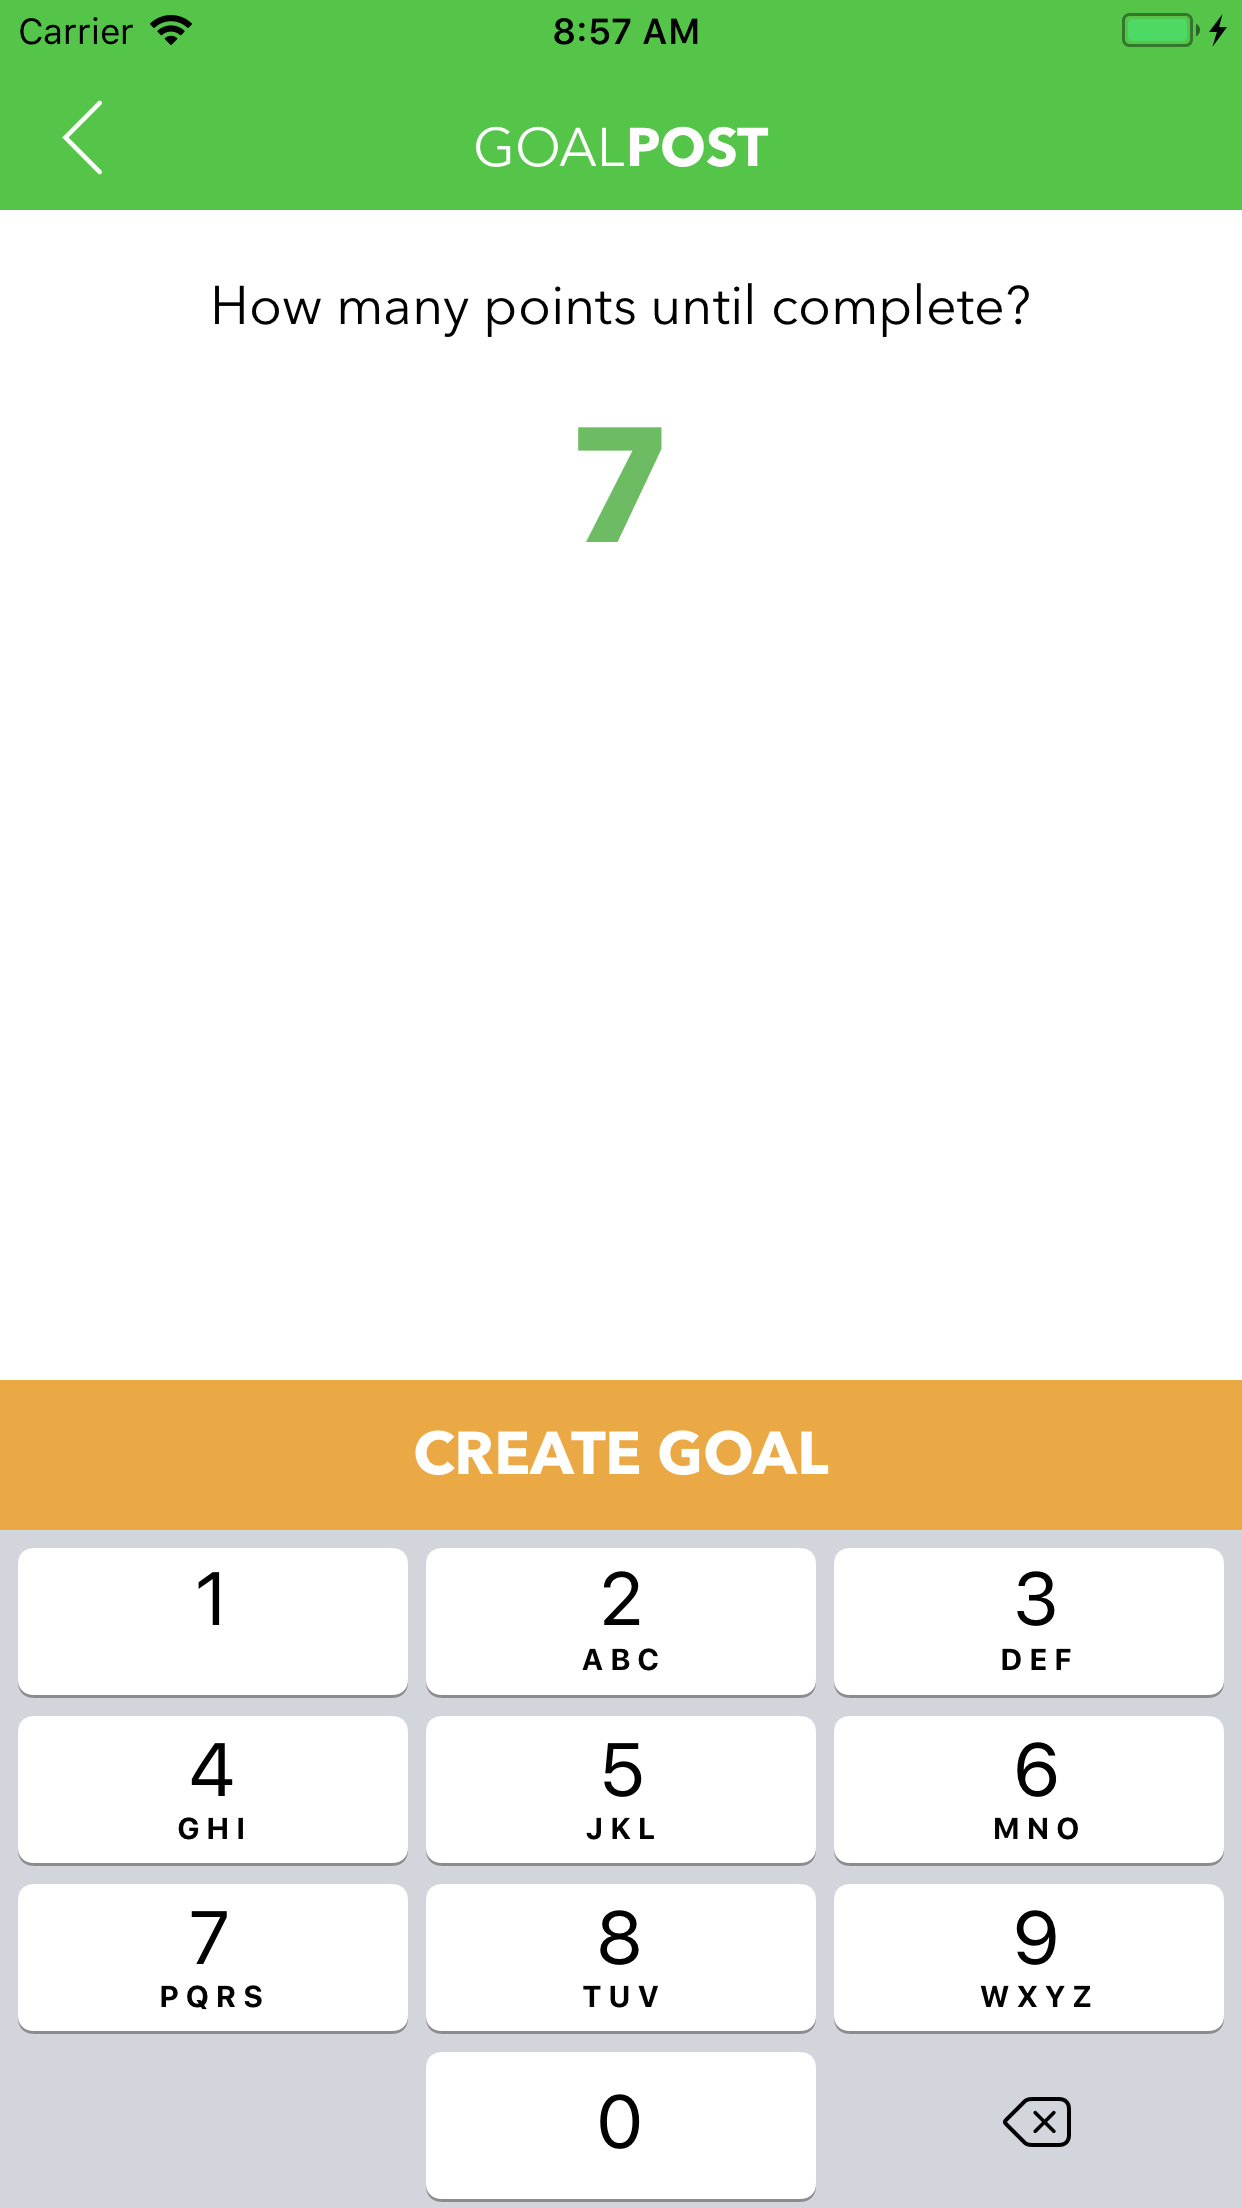 Carrier 8:57 AM
GOALPOST
How many points until complete?
7
CREATE GOAL
1 2 3
ABC DEF
4 5 6
GHI JKL MNO
7 8 9
PQRS TUV WXYZ
0